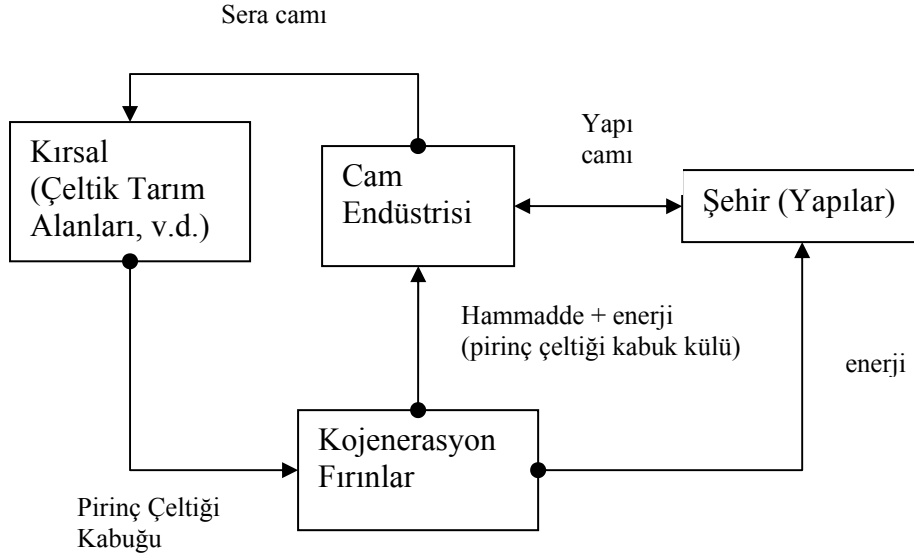 Sera camı
Kırsal
(Çeltik Tarım
Alanları, v.d.)
Cam
Endüstrisi
Yapı
camı
Şehir (Yapılar)
Hammadde + enerji
(pirinç çeltiği kabuk külü)
enerji
Kojenerasyon
Fırınlar
Pirinç Çeltiği
Kabuğu